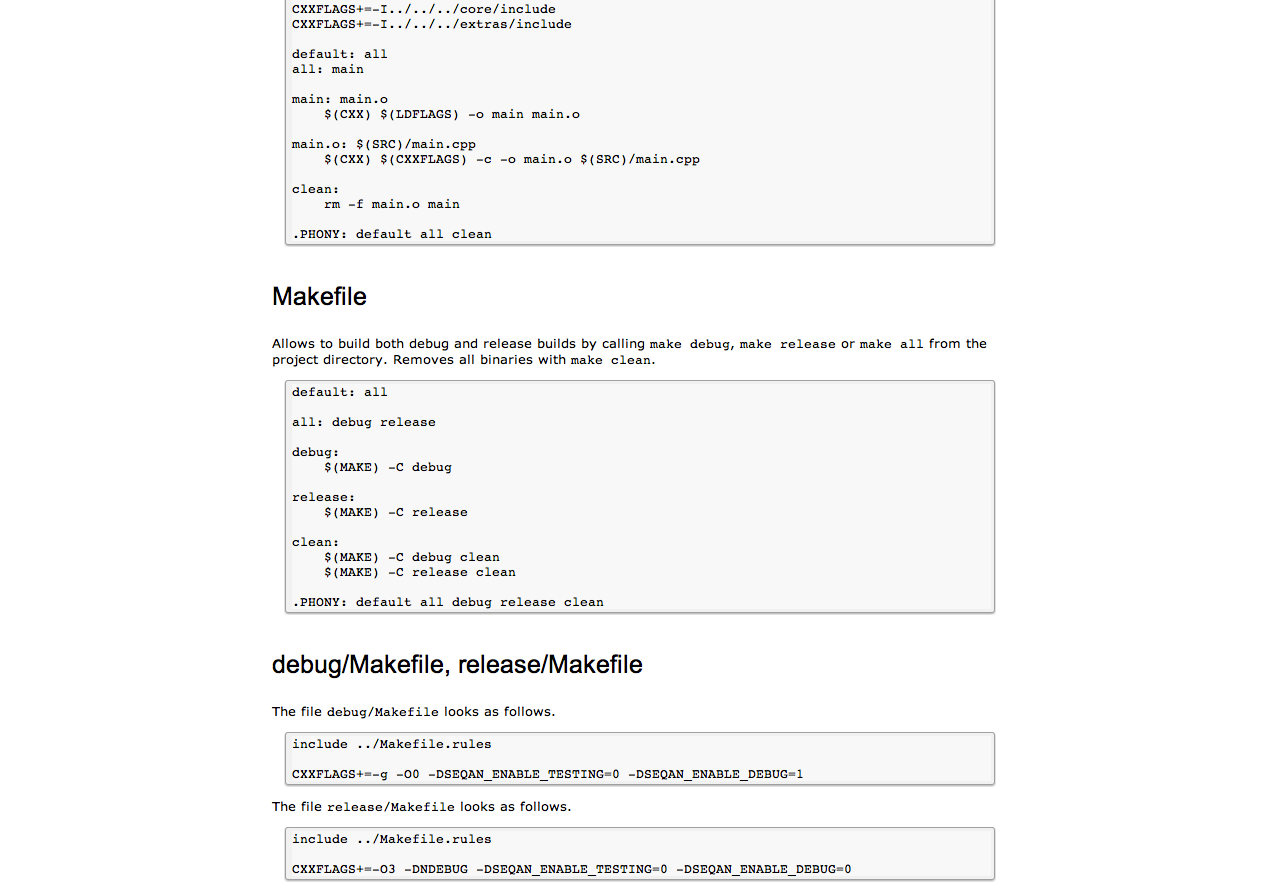 CXXFLAGS+=-I../../../core/include
CXXFLAGS+=-I../../../extras/include
default: all
all: main
main: main.o
    $(CXX) $(LDFLAGS) -o main main.o
main.o: $(SRC)/main.cpp
    $(CXX) $(CXXFLAGS) -c -o main.o $(SRC)/main.cpp
clean:
    rm -f main.o main
.PHONY: default all clean
Makefile
Allows to build both debug and release builds by calling make debug, make release or make all from the
project directory. Removes all binaries with make clean.
default: all
all: debug release
debug:
    $(MAKE) -C debug
release:
    $(MAKE) -C release
clean:
    $(MAKE) -C debug clean
    $(MAKE) -C release clean
.PHONY: default all debug release clean
debug/Makefile, release/Makefile
The file debug/Makefile looks as follows.
include ../Makefile.rules
CXXFLAGS+=-g -O0 -DSEQAN_ENABLE_TESTING=0 -DSEQAN_ENABLE_DEBUG=1
The file release/Makefile looks as follows.
include ../Makefile.rules
CXXFLAGS+=-O3 -DNDEBUG -DSEQAN_ENABLE_TESTING=0 -DSEQAN_ENABLE_DEBUG=0